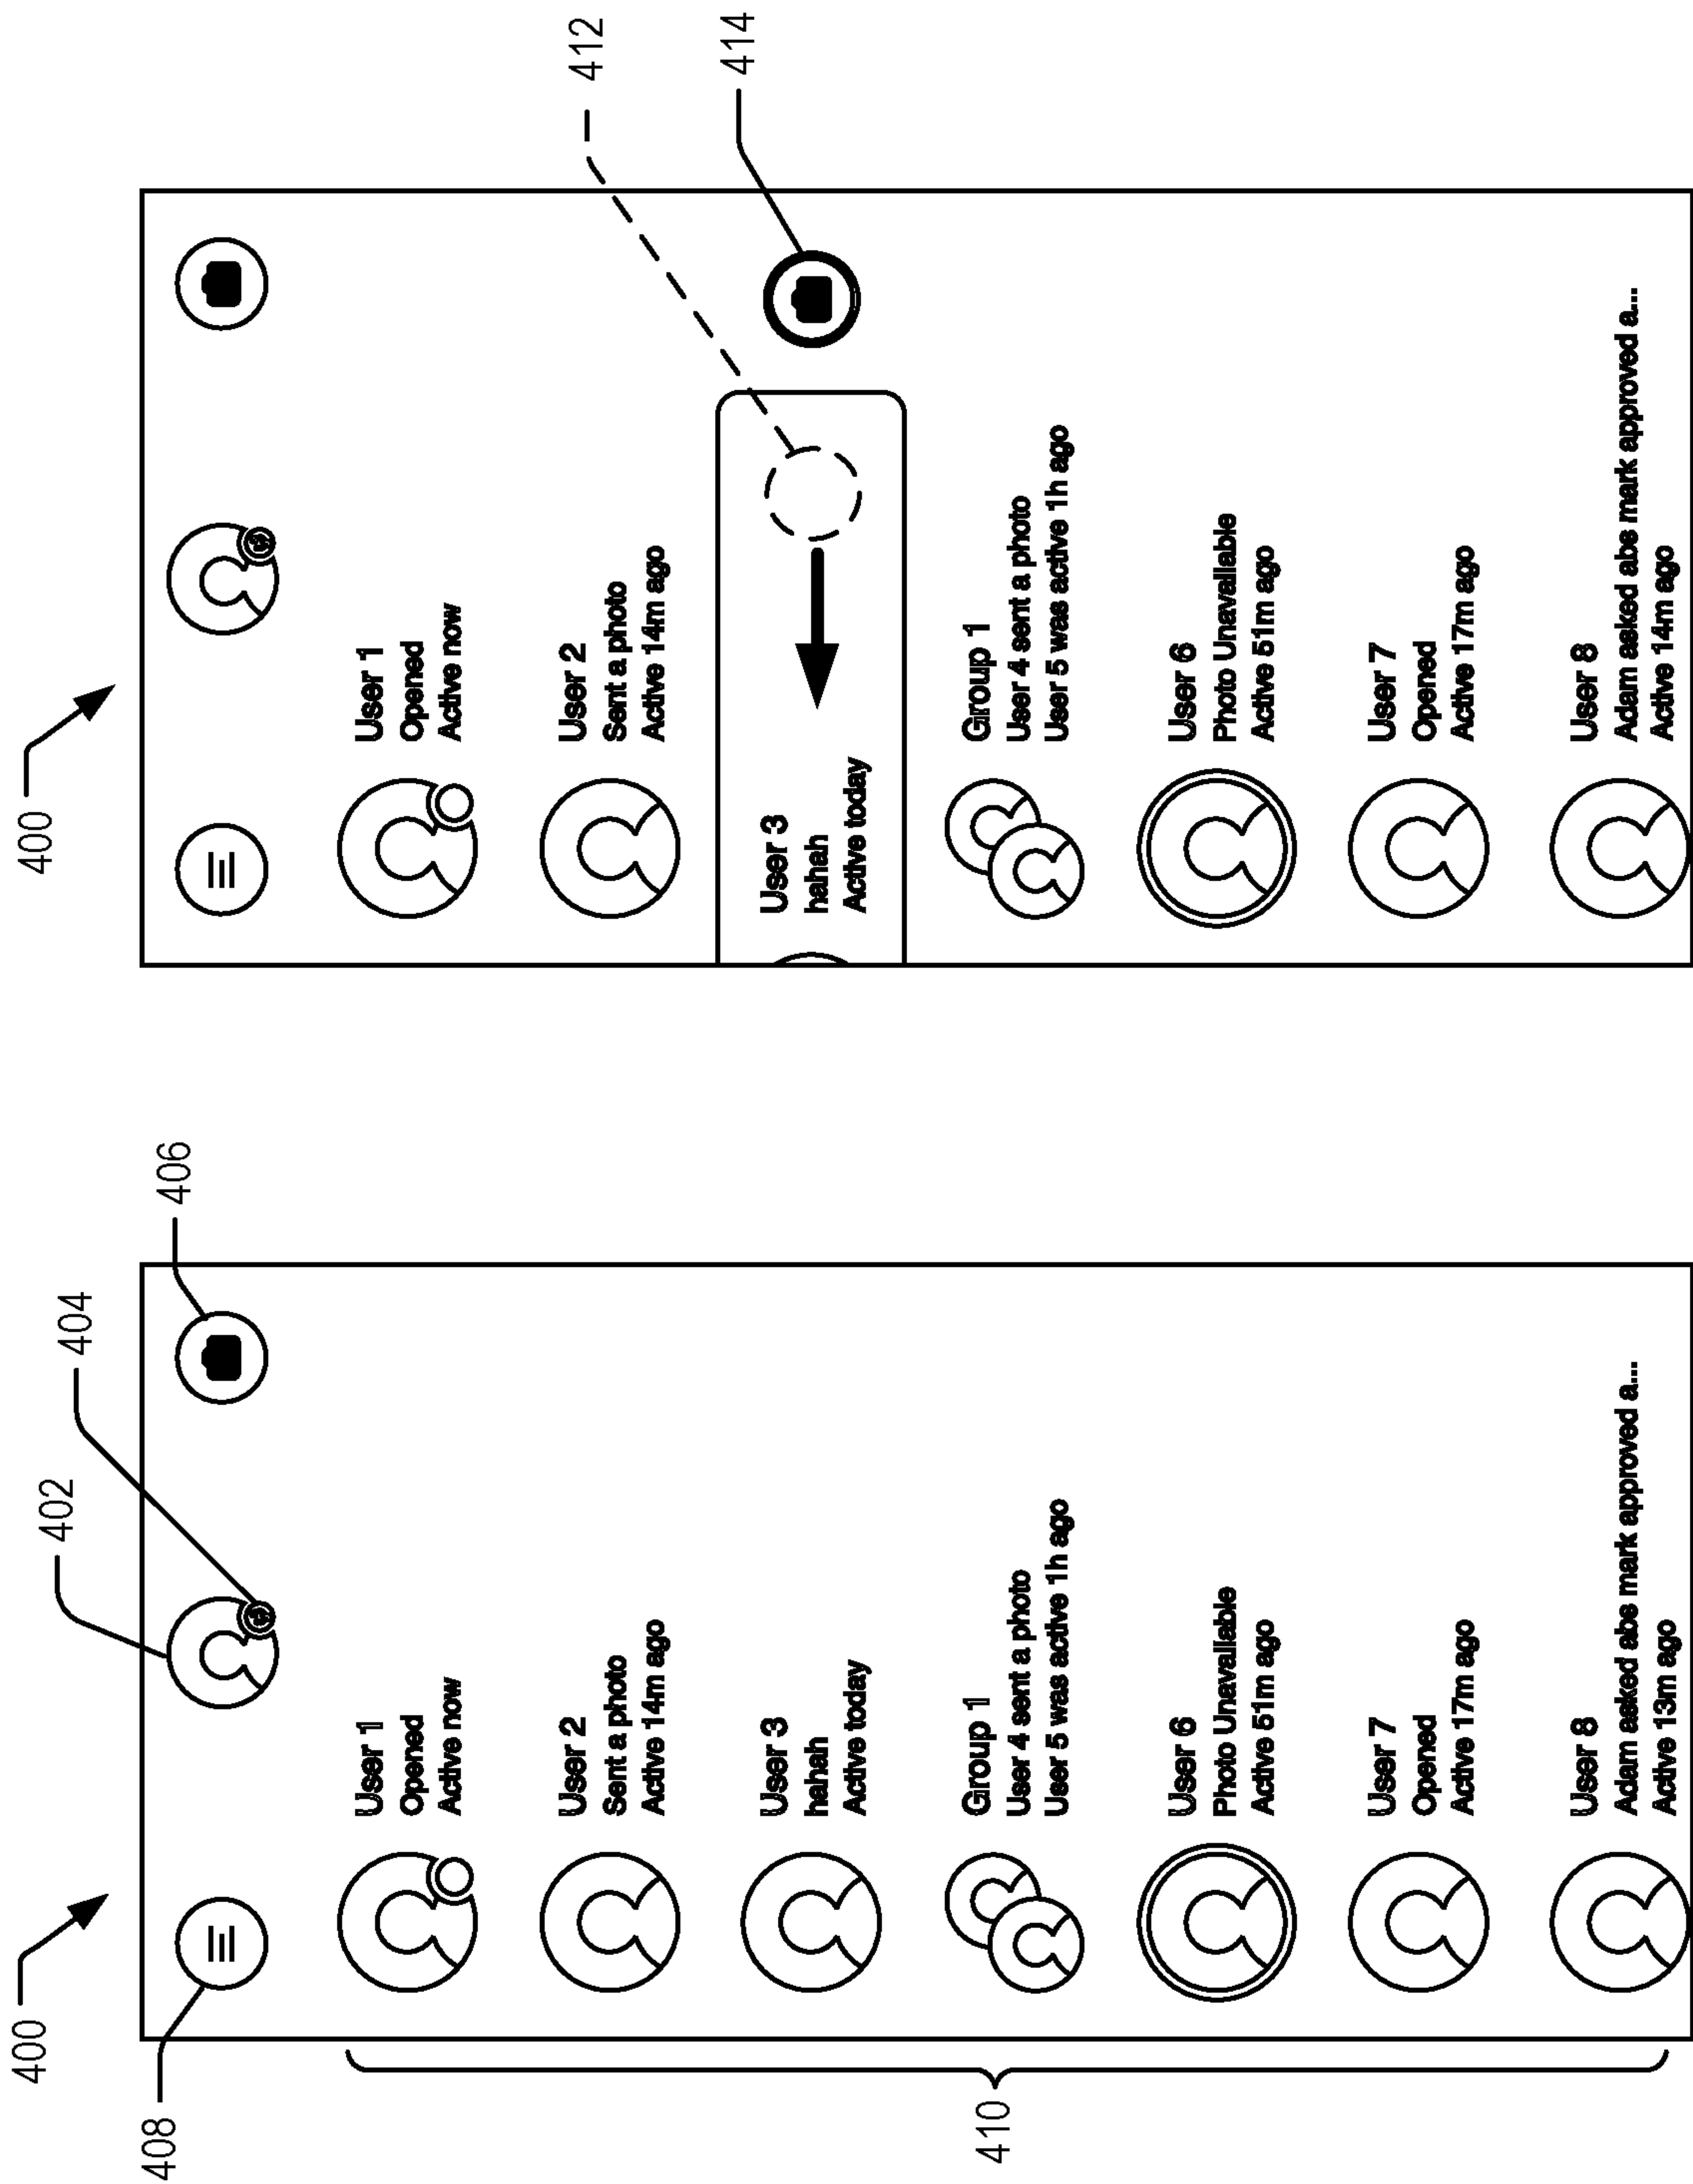 400
402
404
406
408
410
User 1
Opened
Active now
User 2
Sent a photo
Active 14m ago
User 3
hahah
Active today
Group 1
User 4 sent a photo
User 5 was active 1h ago
User 6
Photo Unavailable
Active 51m ago
User 7
Opened
Active 17m ago
User 8
Adam asked abs mark approved a...
Active 13m ago
400
412
414
User 1
Opened
Active now
User 2
Sent a photo
Active 14m ago
User 3
hahah
Active today
Group 1
User 4 sent a photo
User 5 was active 1h ago
User 6
Photo Unavailable
Active 51m ago
User 7
Opened
Active 17m ago
User 8
Adam asked abs mark approved a...
Active 14m ago